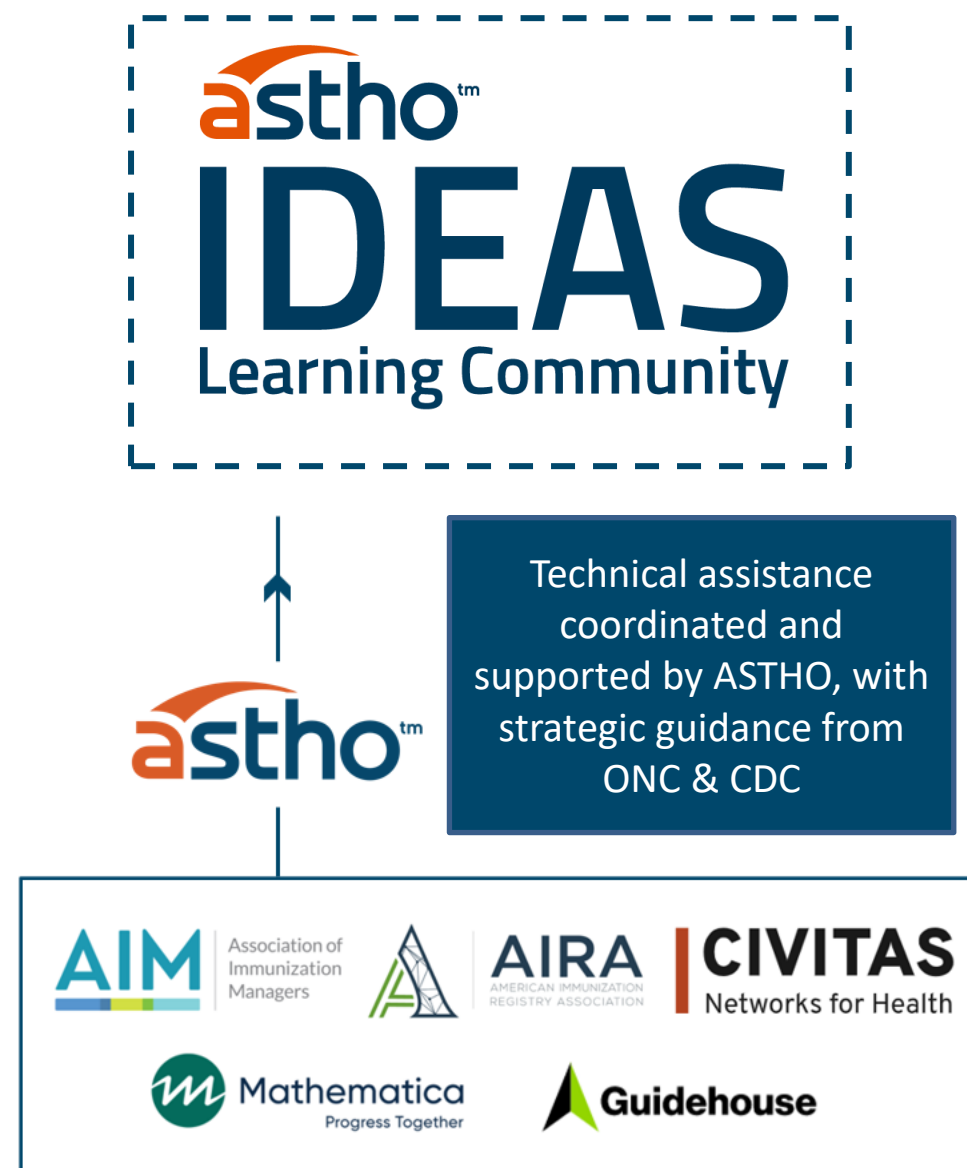 astho™
IDEAS
Learning Community
Technical assistance
coordinated and
supported by ASTHO, with
strategic guidance from
ONC & CDC
astho™
AIM
Association of
Immunization
Managers
AIRA
AMERICAN IMMUNIZATION
REGISTRY ASSOCIATION
CIVITAS
Networks for Health
Mathematica
Progress Together
Guidehouse